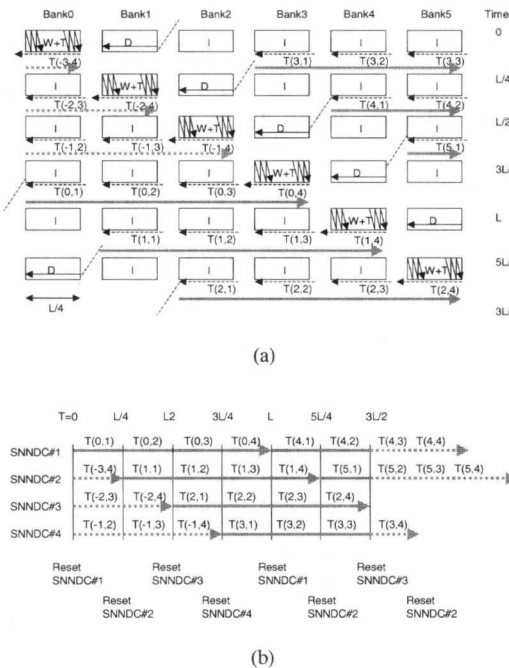 Bank0 Bank1 Bank2 Bank3 Bank4 Bank5 Time
W+T D I I I I 0
T(-3,4) T(3,1) T(3,2) T(3,3)
I W+T D I I I L/4
T(-2,3) T(-2,4) T(4,1) T(4,2)
I I W+T D I I L/2
T(-1,2) T(-1,3) T(-1,4) T(5,1)
I I I W+T D I 3L/
T(0,1) T(0,2) T(0,3) T(0,4)
I I I I W+T D L
T(1,1) T(1,2) T(1,3) T(1,4)
D I I I I W+T 5L/
T(2,1) T(2,2) T(2,3) T(2,4)
L/4 3L/
(a)
T=0 L/4 L2 3L/4 L 5L/4 3L/2
T(0,1) T(0,2) T(0,3) T(0,4) T(4,1) T(4,2) T(4,3) T(4,4)
SNNDC#1
T(-3,4) T(1,1) T(1,2) T(1,3) T(1,4) T(5,1) T(5,2) T(5,3) T(5,4)
SNNDC#2
T(-2,3) T(-2,4) T(2,1) T(2,2) T(2,3) T(2,4)
SNNDC#3
T(-1,2) T(-1,3) T(-1,4) T(3,1) T(3,2) T(3,3) T(3,4)
SNNDC#4
Reset Reset Reset Reset
SNNDC#1 SNNDC#3 SNNDC#1 SNNDC#3
Reset Reset Reset Reset
SNNDC#2 SNNDC#4 SNNDC#2 SNNDC#2
(b)